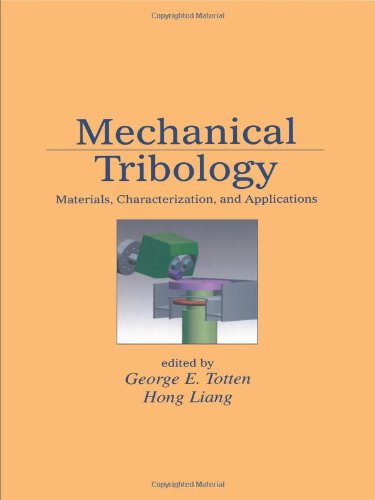 Copyrighted Material
Mechanical
Tribology
Materials, Characterization, and Applications
edited by
George E. Totten
Hong Liang
Copyrighted Material